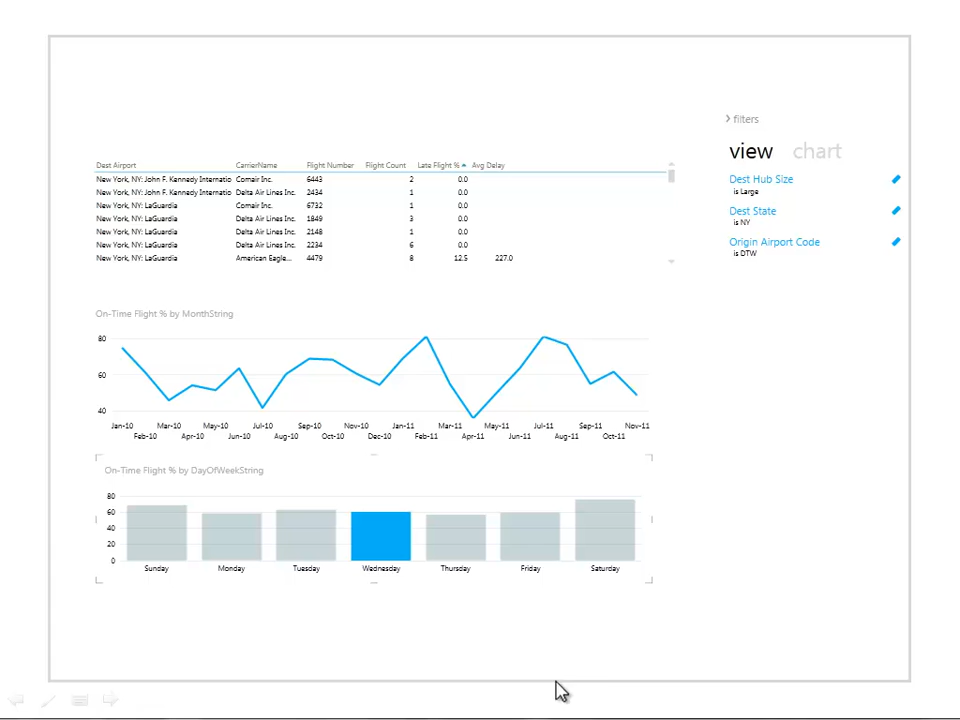 filters
view chart
Dest Hub Size
is Large
Dest State
is NY
Origin Airport Code
is DTW
Dest Airport CarrierName Flight Number Flight Count Late Flight % Avg Delay
New York, NY: John F. Kennedy Internatio Comair Inc. 6443 2 0.0
New York, NY: John F. Kennedy Internatio Delta Air Lines Inc. 2434 1 0.0
New York, NY: LaGuardia Comair Inc. 6732 1 0.0
New York, NY: LaGuardia Delta Air Lines Inc. 1849 3 0.0
New York, NY: LaGuardia Delta Air Lines Inc. 2148 1 0.0
New York, NY: LaGuardia Delta Air Lines Inc. 2234 6 0.0
New York, NY: LaGuardia American Eagle... 4479 8 12.5 227.0
On-Time Flight % by MonthString
80
60
40
Jan-10 Mar-10 May-10 Jul-10 Sep-10 Nov-10 Jan-11 Mar-11 May-11 Jul-11 Sep-11 Nov-11
Feb-10 Apr-10 Jun-10 Aug-10 Oct-10 Dec-10 Feb-11 Apr-11 Jun-11 Aug-11 Oct-11
On-Time Flight % by DayOfWeekString
80
60
40
20
0
Sunday Monday Tuesday Wednesday Thursday Friday Saturday